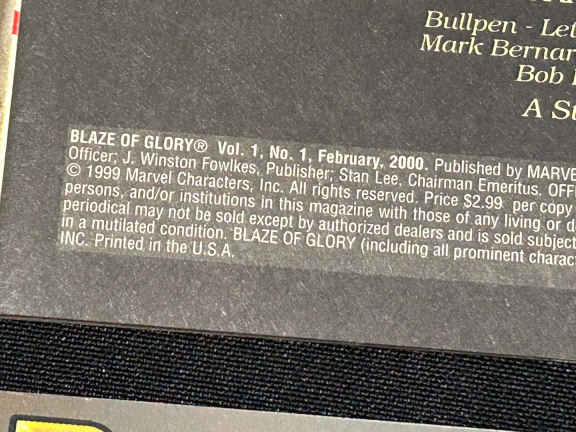 Bullpen - Let
Mark Bernar
Bob
A St
BLAZE OF GLORY® Vol. 1, No. 1, February, 2000. Published by MARVE
Officer; J. Winston Fowlkes, Publisher; Stan Lee, Chairman Emeritus. OFF
© 1999 Marvel Characters, Inc. All rights reserved. Price $2.99 per copy
persons, and/or institutions in this magazine with those of any living or d
periodical may not be sold except by authorized dealers and is sold subject
in a mutilated condition. BLAZE OF GLORY (including all prominent charact
INC. Printed in the U.S.A.